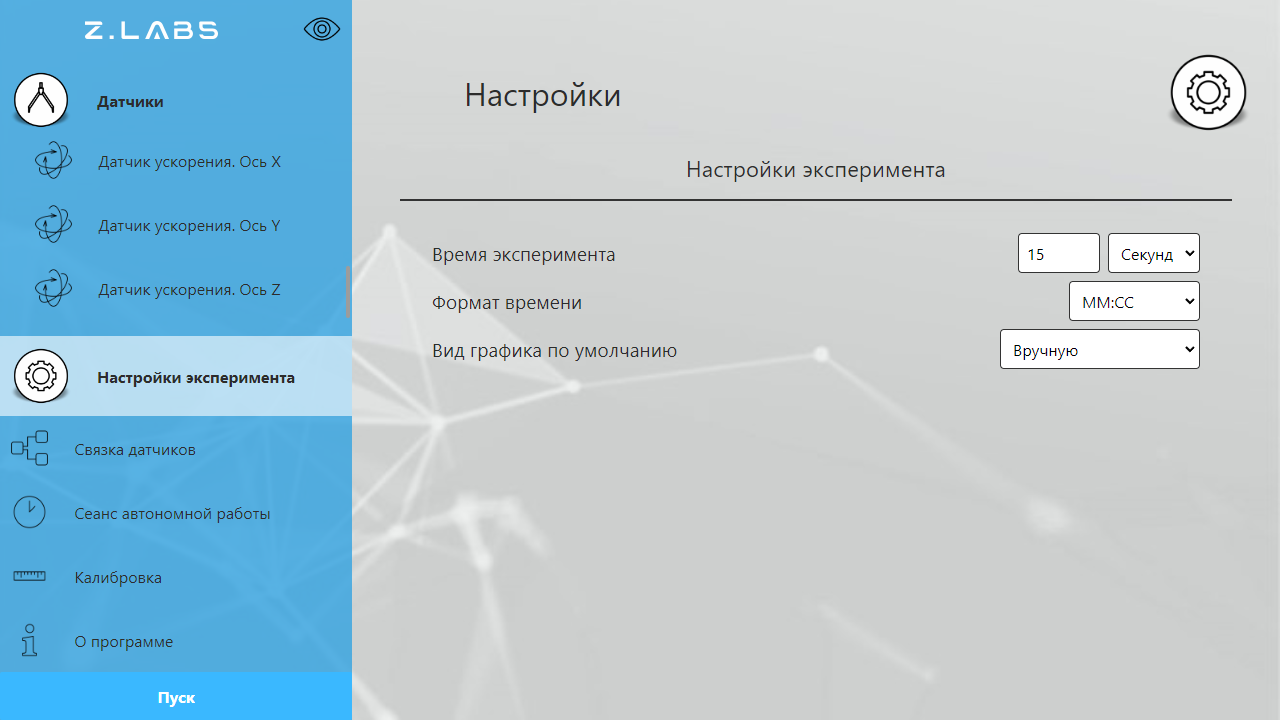 Z.LABS
Датчики
Датчик ускорения. Ось X
Датчик ускорения. Ось Y
Датчик ускорения. Ось Z
Настройки эксперимента
Связка датчиков
Сеанс автономной работы
Калибровка
О программе
Пуск
Настройки
Настройки эксперимента
Время эксперимента 15 Секунд
Формат времени ММ:СС
Вид графика по умолчанию Вручную